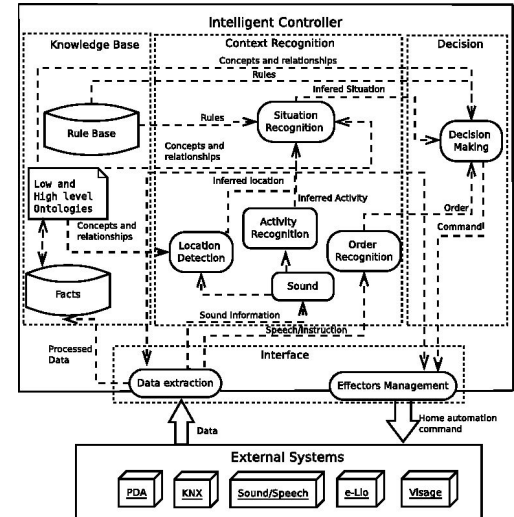 Intelligent Controller
Knowledge Base
Context Recognition
Decision
Concepts and relationships
Rules
Infered Situation
Rule Base
Rules
Situation
Recognition
Decision
Making
Concepts and
relationships
Low and
High level
Ontologies
Inferred location
Inferred Activity
Concepts and
relationships
Activity
Recognition
Order
Command
Location
Detection
Order
Recognition
Facts
Sound
Sound Information
Speech/Instruction
Processed
Data
Interface
Data extraction
Effectors Management
Data
Home automation
command
External Systems
PDA
KNX
Sound/Speech
e-Lio
Visage